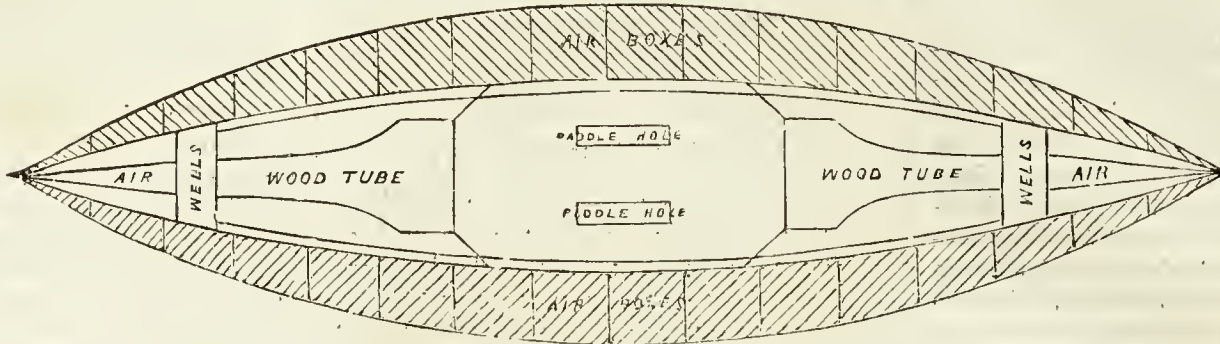 AIR BOXES
PADDLE HOLE
AIR
WELLS
WOOD TUBE
WOOD TUBE
WELLS
AIR
PADDLE HOLE
AIR BOXES